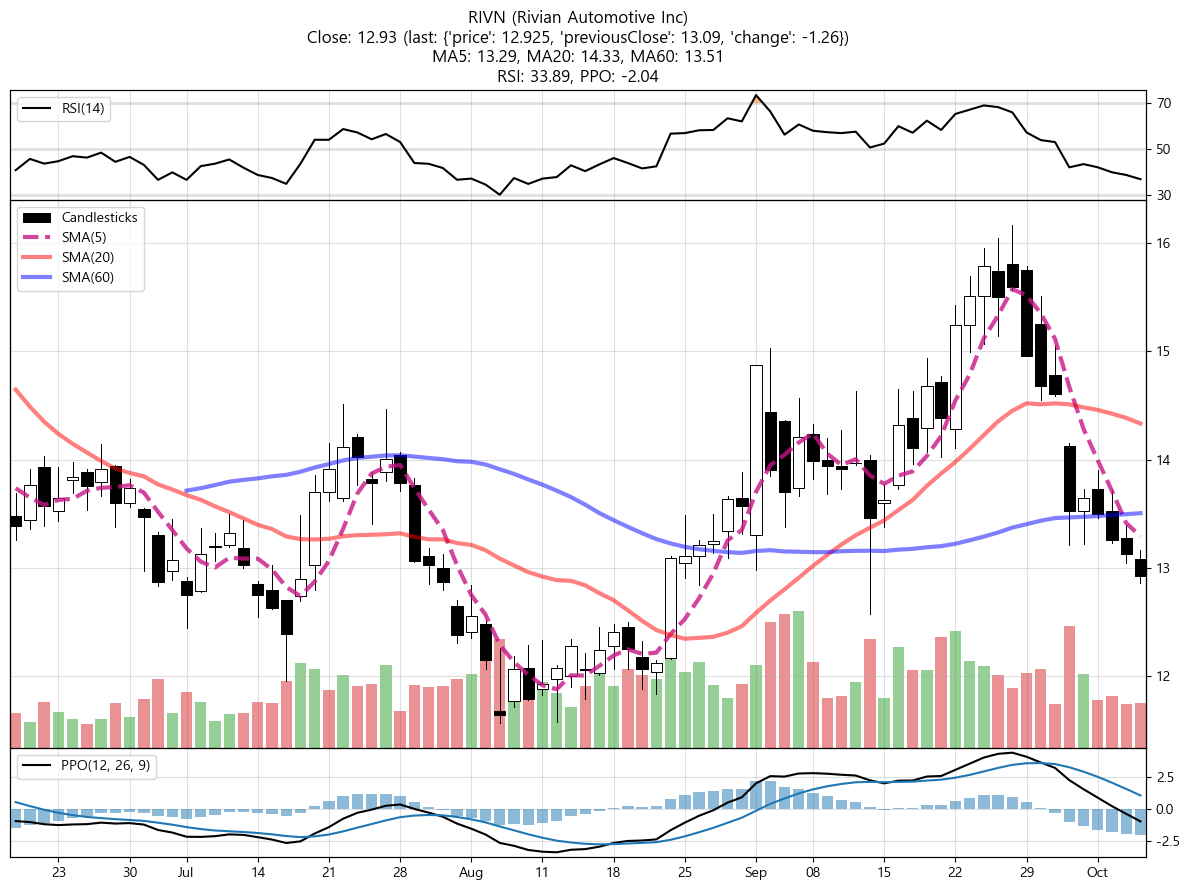 RIVN (Rivian Automotive Inc)
Close: 12.93 (last: {'price': 12.925, 'previousClose': 13.09, 'change': -1.26})
MA5: 13.29, MA20: 14.33, MA60: 13.51
RSI: 33.89, PPO: -2.04
RSI(14)
70
50
30
Candlesticks
SMA(5)
SMA(20)
SMA(60)
16
15
14
13
12
PPO(12, 26, 9)
2.5
0.0
-2.5
23 30 Jul 14 21 28 Aug 11 18 25 Sep 08 15 22 29 Oct